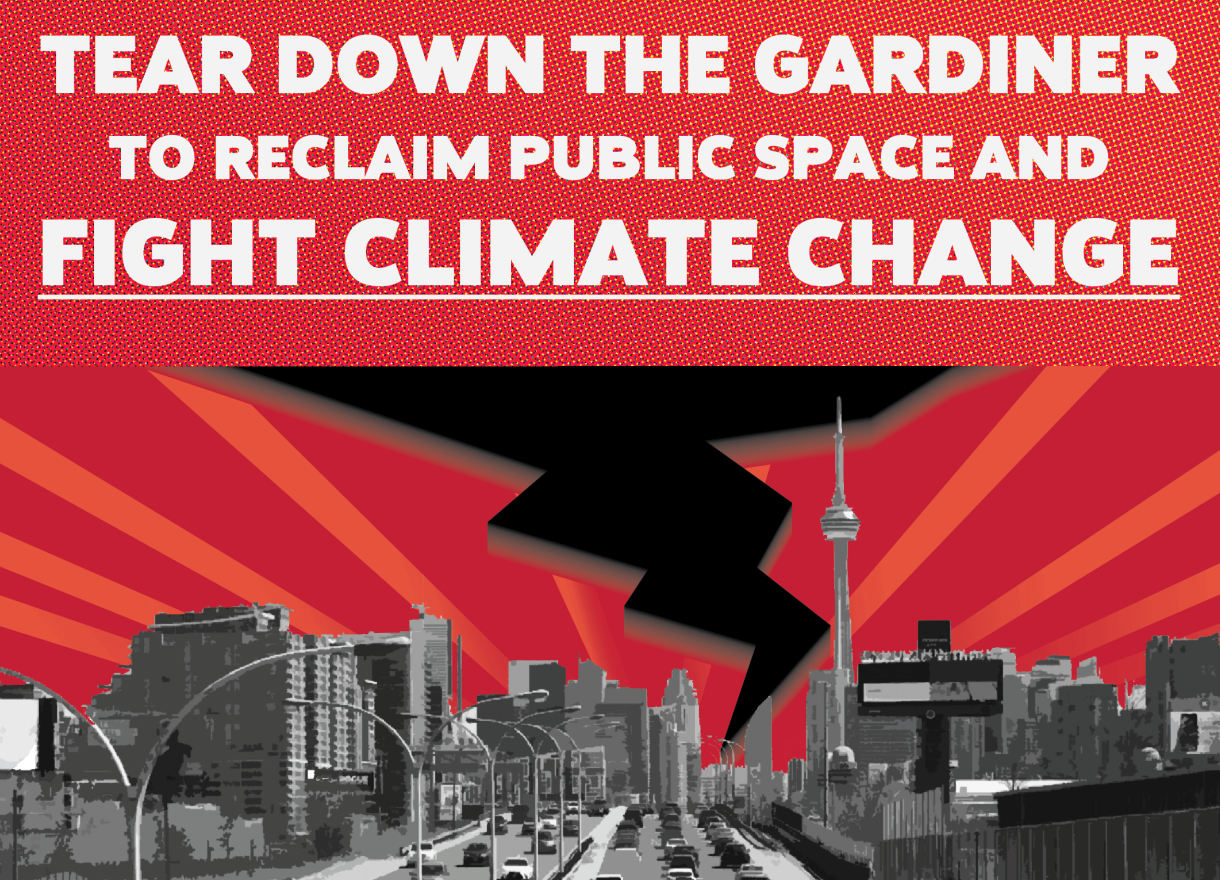 TEAR DOWN THE GARDINER
TO RECLAIM PUBLIC SPACE AND
FIGHT CLIMATE CHANGE